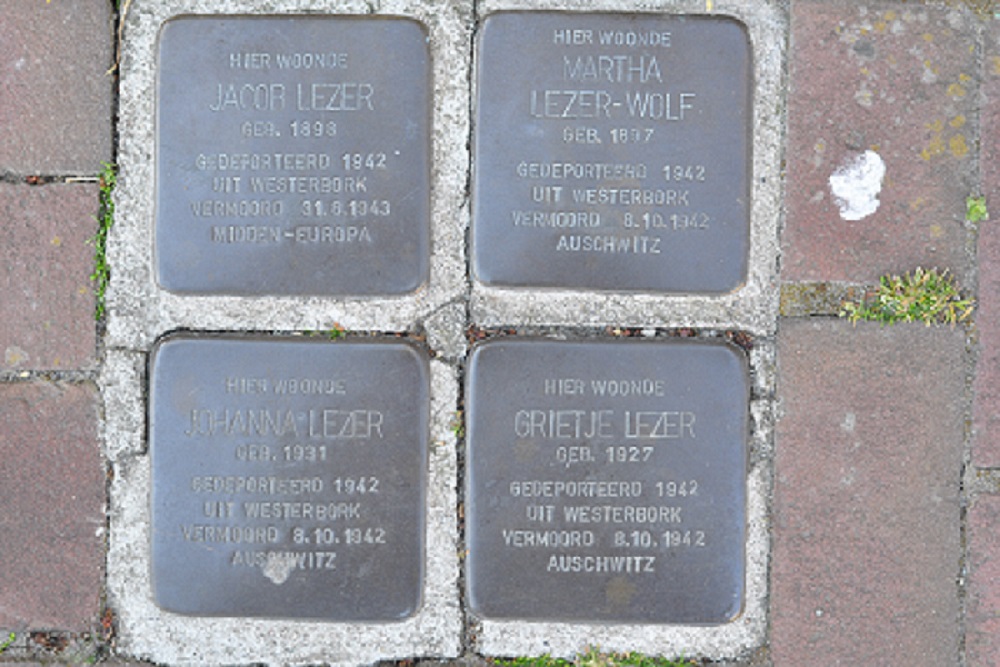 HIER WOONDE
JACOB LEZER
GEB. 1898
GEDEPORTEERD 1942
UIT WESTERBORK
VERMOORD 31.8.1943
MIDDEN-EUROPA
HIER WOONDE
MARTHA
LEZER-WOLF
GEB. 1897
GEDEPORTEERD 1942
UIT WESTERBORK
VERMOORD 8.10.1942
AUSCHWITZ
HIER WOONDE
JOHANNA LEZER
GEB. 1931
GEDEPORTEERD 1942
UIT WESTERBORK
VERMOORD 8.10.1942
AUSCHWITZ
HIER WOONDE
GRIETJE LEZER
GEB. 1927
GEDEPORTEERD 1942
UIT WESTERBORK
VERMOORD 8.10.1942
AUSCHWITZ